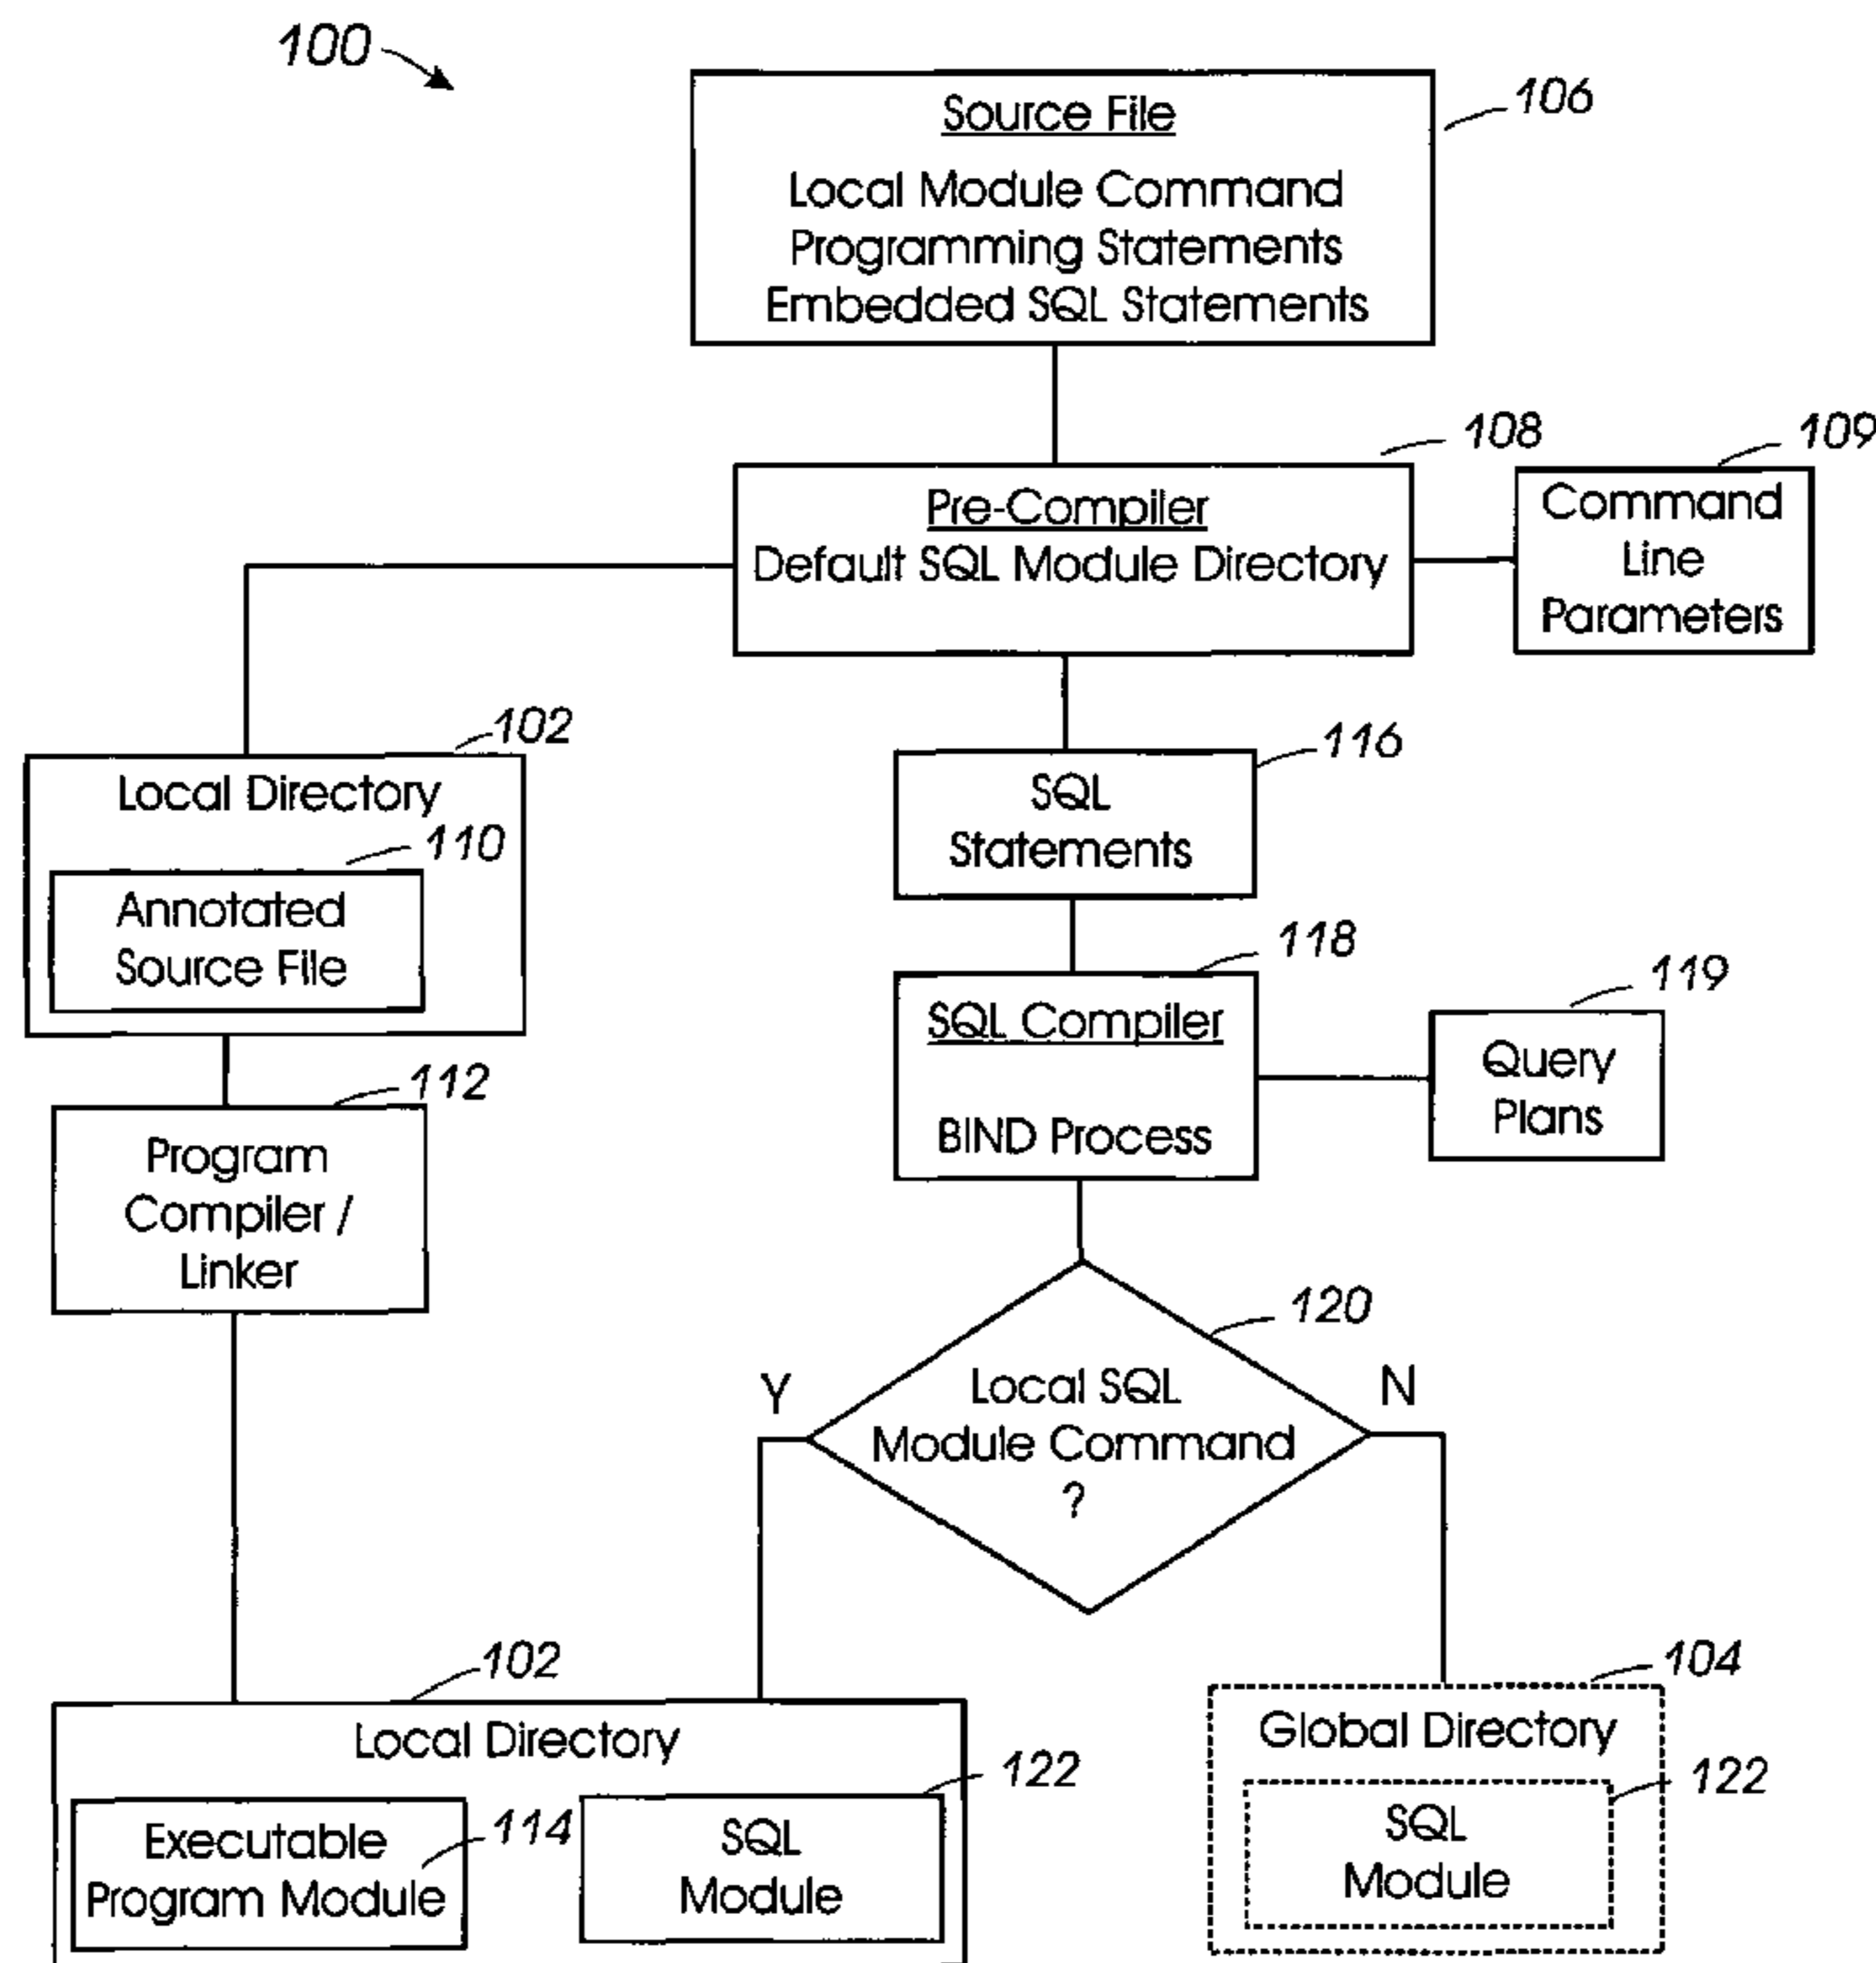 100
Source File
106
Local Module Command
Programming Statements
Embedded SQL Statements
108
109
Pre-Compiler
Default SQL Module Directory
Command
Line
Parameters
102
Local Directory
110
Annotated
Source File
116
SQL
Statements
118
SQL Compiler
BIND Process
119
Query
Plans
112
Program
Compiler /
Linker
120
Y
Local SQL
Module Command
?
N
102
Local Directory
Executable
Program Module
114
122
SQL
Module
104
Global Directory
122
SQL
Module